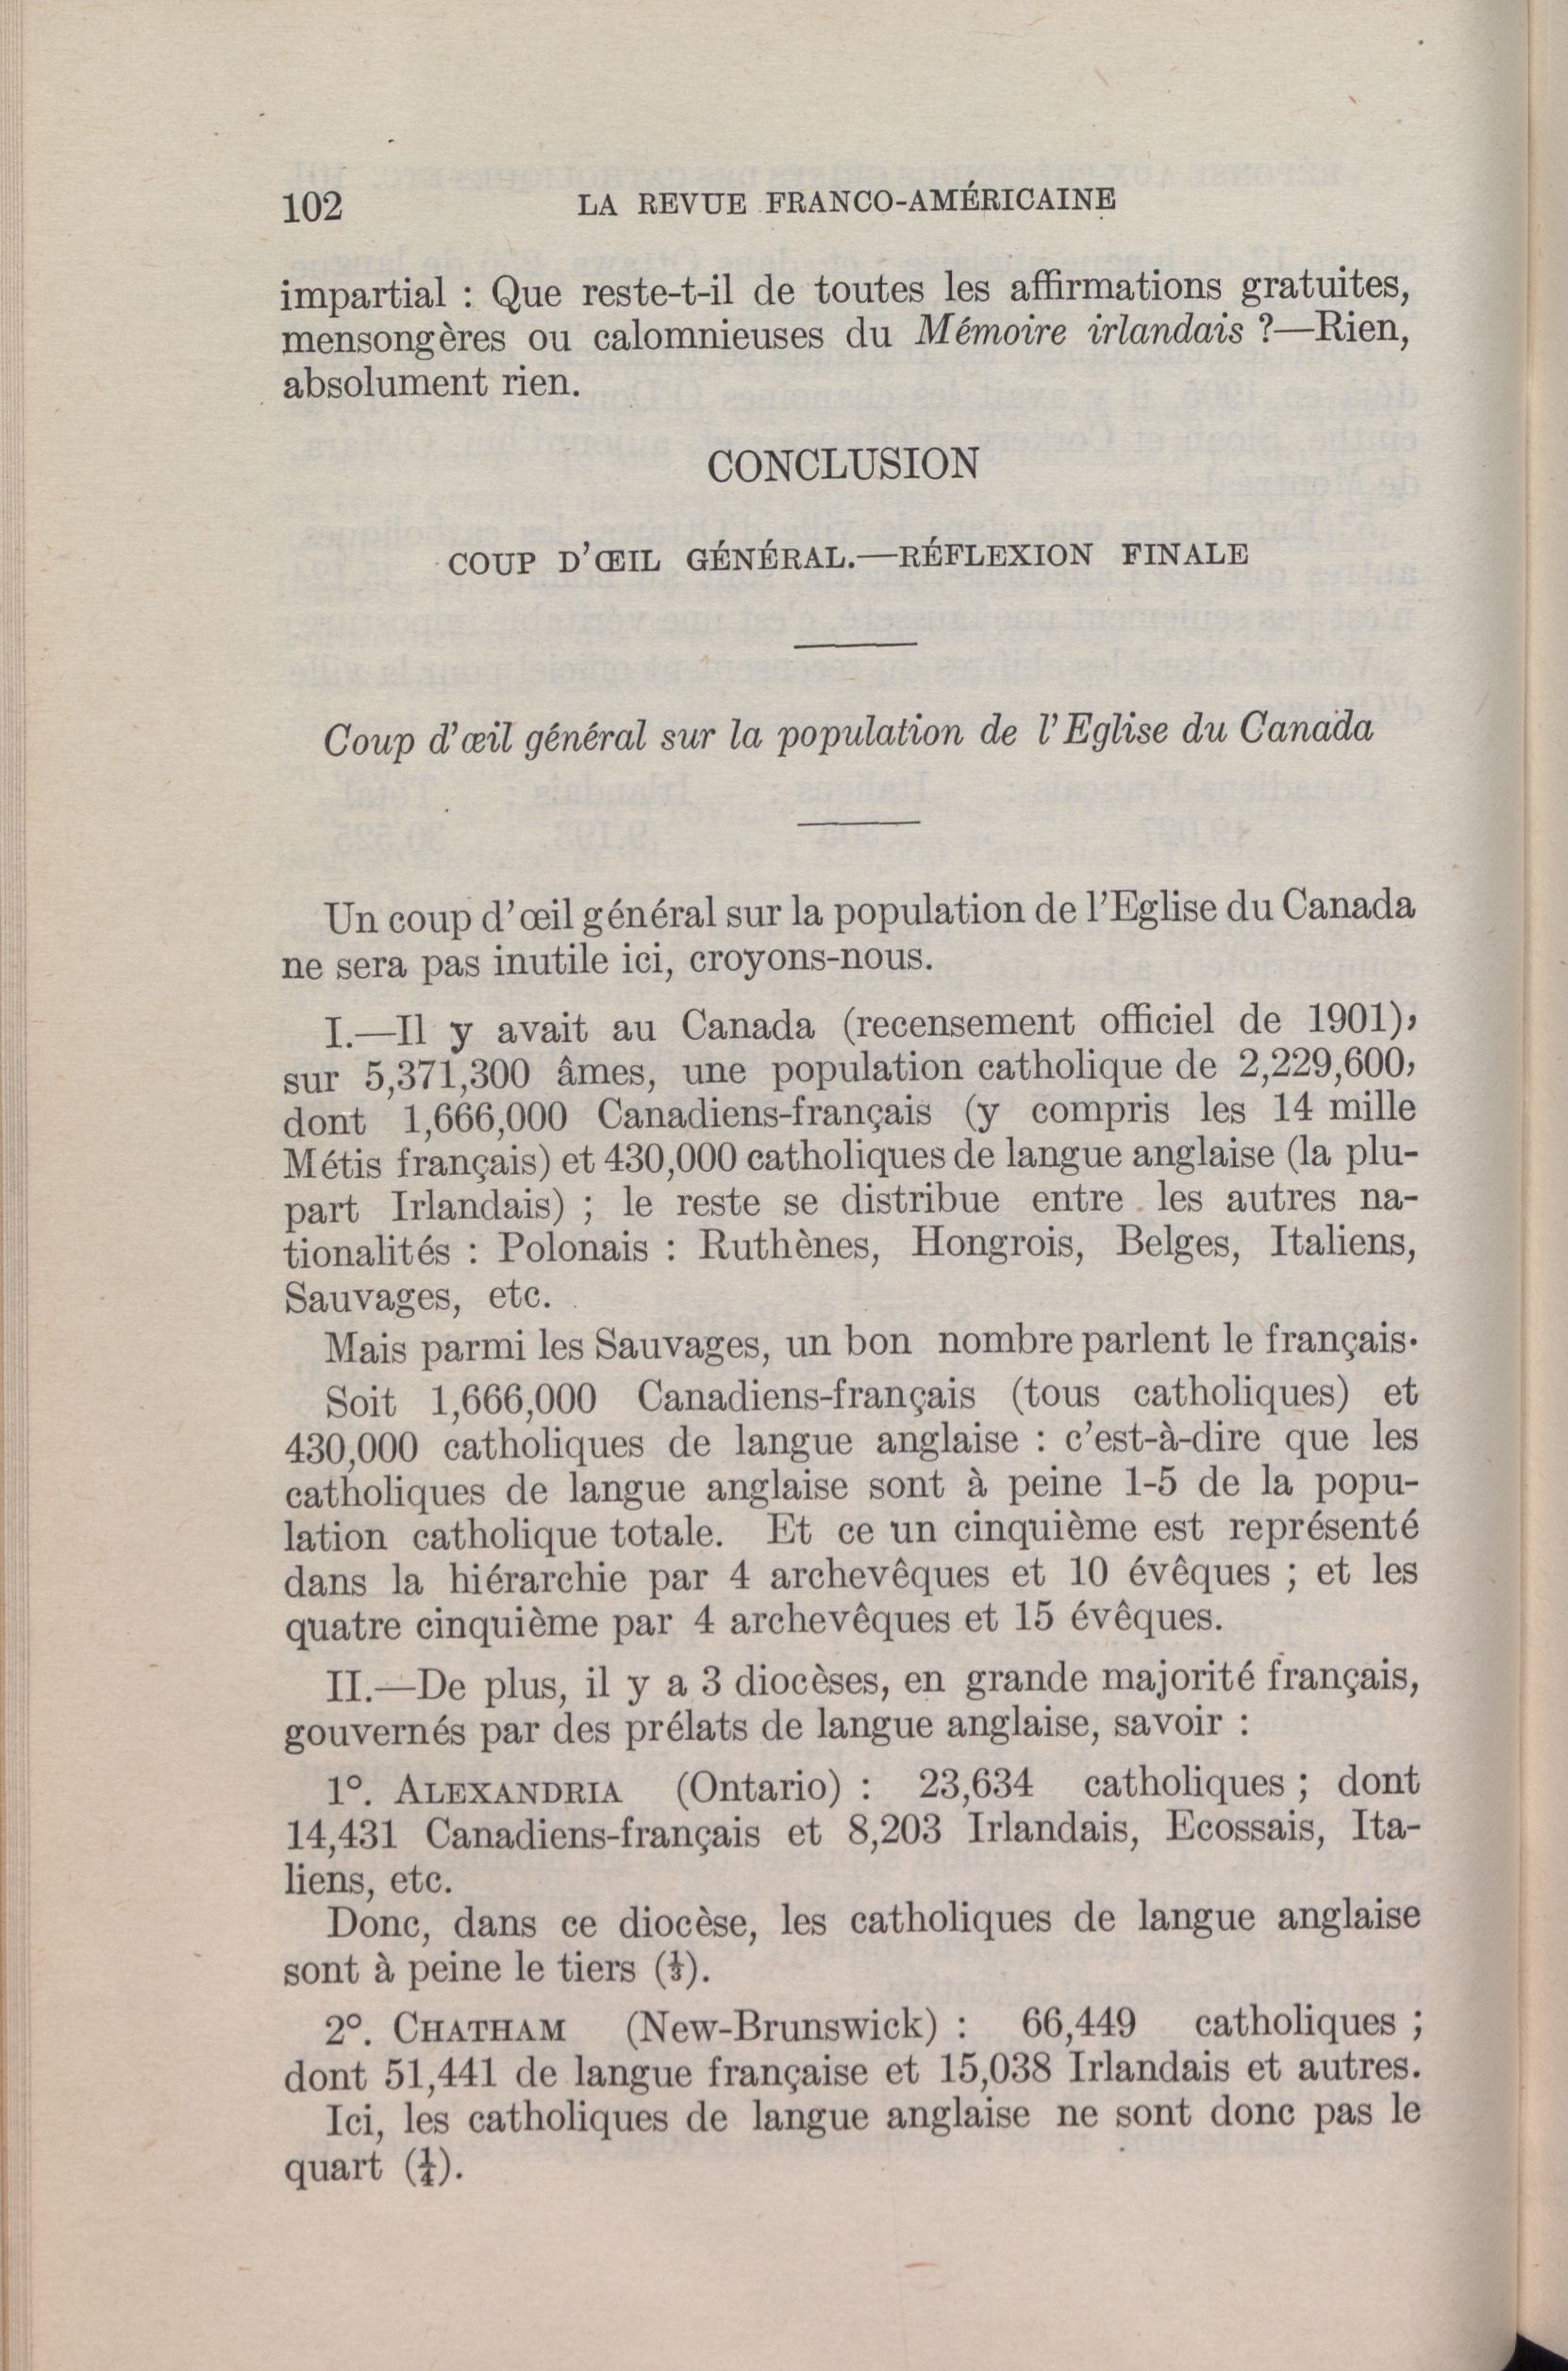 102 LA REVUE FRANCO-AMÉRICAINE
impartial : Que reste-t-il de toutes les affirmations gratuites,
mensongères ou calomnieuses du Mémoire irlandais ?—Rien,
absolument rien.
CONCLUSION
COUP D'ŒIL GÉNÉRAL.—RÉFLEXION FINALE
Coup d'œil général sur la population de l'Eglise du Canada
Un coup d'œil général sur la population de l'Eglise du Canada
ne sera pas inutile ici, croyons-nous.
I.—Il y avait au Canada (recensement officiel de 1901),
sur 5,371,300 âmes, une population catholique de 2,229,600,
dont 1,666,000 Canadiens-français (y compris les 14 mille
Métis français) et 430,000 catholiques de langue anglaise (la plu-
part Irlandais) ; le reste se distribue entre les autres na-
tionalités : Polonais : Ruthènes, Hongrois, Belges, Italiens,
Sauvages, etc.
Mais parmi les Sauvages, un bon nombre parlent le français.
Soit 1,666,000 Canadiens-français (tous catholiques) et
430,000 catholiques de langue anglaise : c'est-à-dire que les
catholiques de langue anglaise sont à peine 1-5 de la popu-
lation catholique totale. Et ce un cinquième est représenté
dans la hiérarchie par 4 archevêques et 10 évêques ; et les
quatre cinquième par 4 archevêques et 15 évêques.
II.—De plus, il y a 3 diocèses, en grande majorité français,
gouvernés par des prélats de langue anglaise, savoir :
1°. ALEXANDRIA (Ontario) : 23,634 catholiques ; dont
14,431 Canadiens-français et 8,203 Irlandais, Ecossais, Ita-
liens, etc.
Donc, dans ce diocèse, les catholiques de langue anglaise
sont à peine le tiers (⅓).
2°. CHATHAM (New-Brunswick) : 66,449 catholiques ;
dont 51,441 de langue française et 15,038 Irlandais et autres.
Ici, les catholiques de langue anglaise ne sont donc pas le
quart (¼).